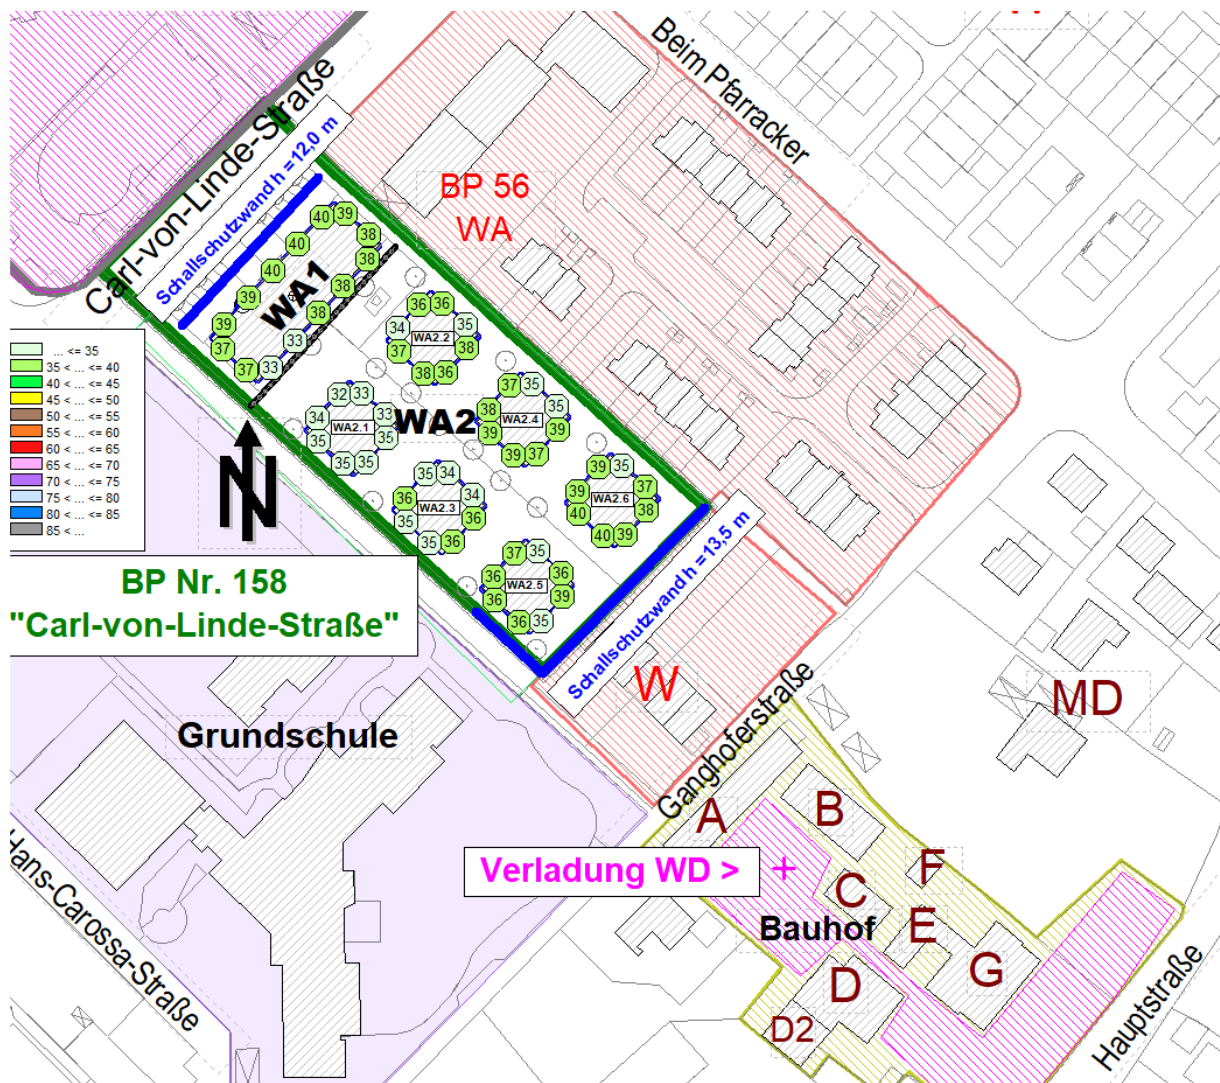 Beim Pfarracker
Carl-von-Linde-Straße
Schallschutzwand h = 12,0 m
BP 56
WA
40
39
40
38
40
38
39
38
39
38
37
33
37
33
WA1
36
36
34
35
WA2.2
37
38
38
36
32
33
34
33
WA2.1
35
35
35
35
WA2
37
35
38
35
WA2.4
39
39
39
37
35
34
36
34
WA2.3
35
36
35
36
39
35
39
37
WA2.6
40
38
40
39
37
35
36
36
WA2.5
36
39
36
35
... <= 35
35 < ... <= 40
40 < ... <= 45
45 < ... <= 50
50 < ... <= 55
55 < ... <= 60
60 < ... <= 65
65 < ... <= 70
70 < ... <= 75
75 < ... <= 80
80 < ... <= 85
85 < ...
N
BP Nr. 158
"Carl-von-Linde-Straße"
Schallschutzwand h = 13,5 m
W
MD
Grundschule
Ganghoferstraße
A
B
Verladung WD >
F
C
Bauhof
E
G
D
D2
Hans-Carossa-Straße
Hauptstraße